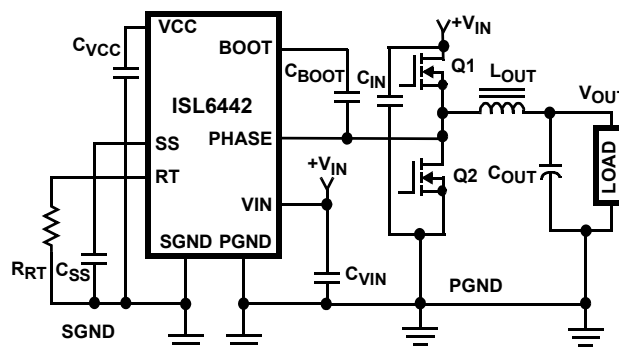 VCC
CVCC
BOOT
CBOOT
ISL6442
SS
PHASE
RT
VIN
SGND PGND
RRT
CSS
SGND
+VIN
CVIN
+VIN
CIN
Q1
Q2
LOUT
VOUT
COUT
LOAD
PGND